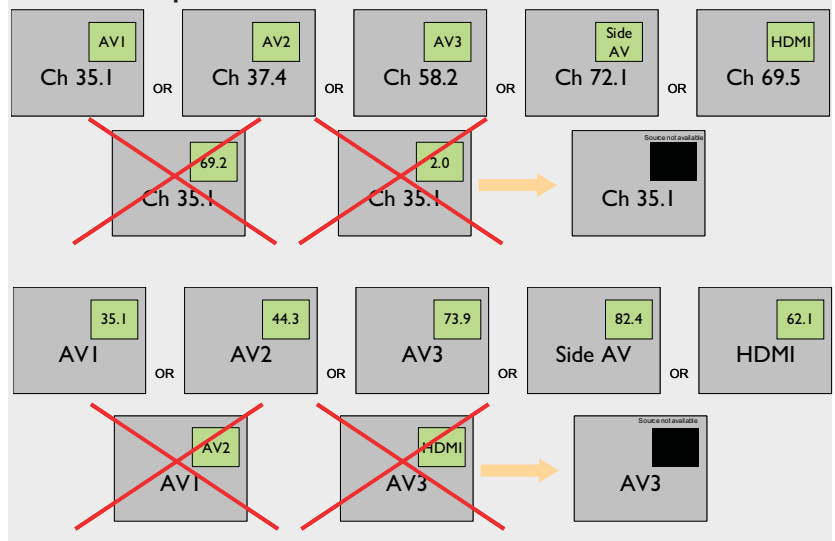 AV1
Ch 35.1
OR
AV2
Ch 37.4
OR
AV3
Ch 58.2
OR
Side
AV
Ch 72.1
OR
HDMI
Ch 69.5
69.2
Ch 35.1
2.0
Ch 35.1
Source not available
Ch 35.1
35.1
AV1
OR
44.3
AV2
OR
73.9
AV3
OR
82.4
Side AV
OR
62.1
HDMI
AV2
AV1
HDMI
AV3
Source not available
AV3